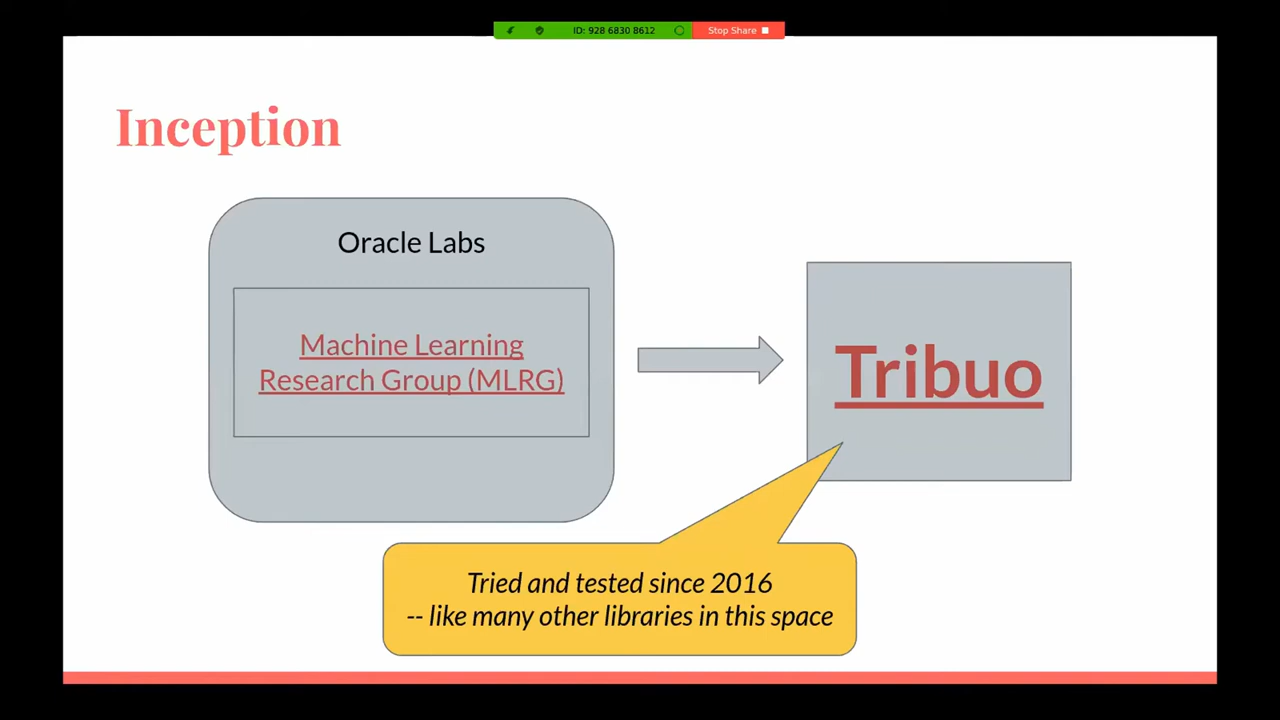 ID: 928 6830 8612
Stop Share
Inception
Oracle Labs
Machine Learning
Research Group (MLRG)
Tribuo
Tried and tested since 2016
-- like many other libraries in this space